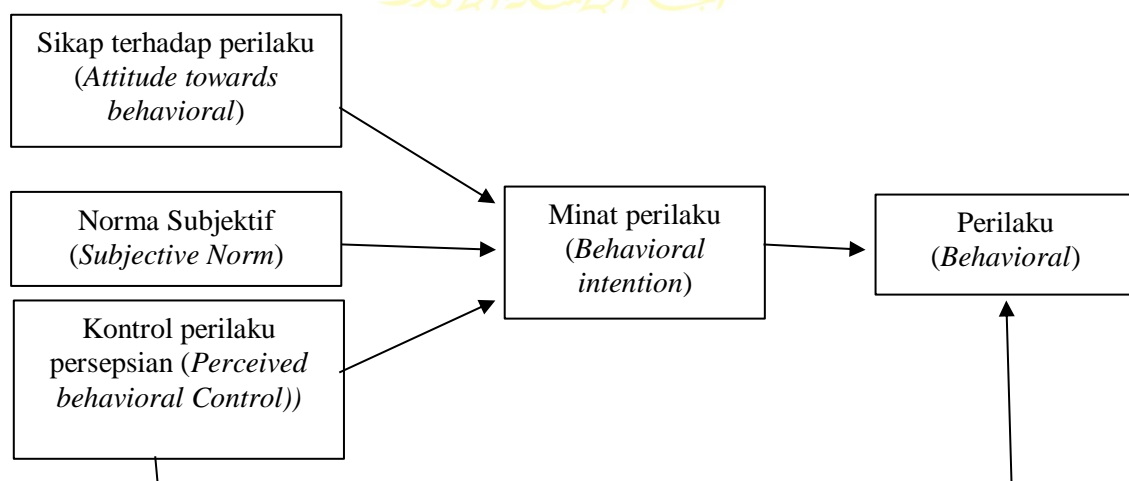 Sikap terhadap perilaku
(Attitude towards
behavioral)
Norma Subjektif
(Subjective Norm)
Kontrol perilaku
persepsian (Perceived
behavioral Control))
Minat perilaku
(Behavioral
intention)
Perilaku
(Behavioral)